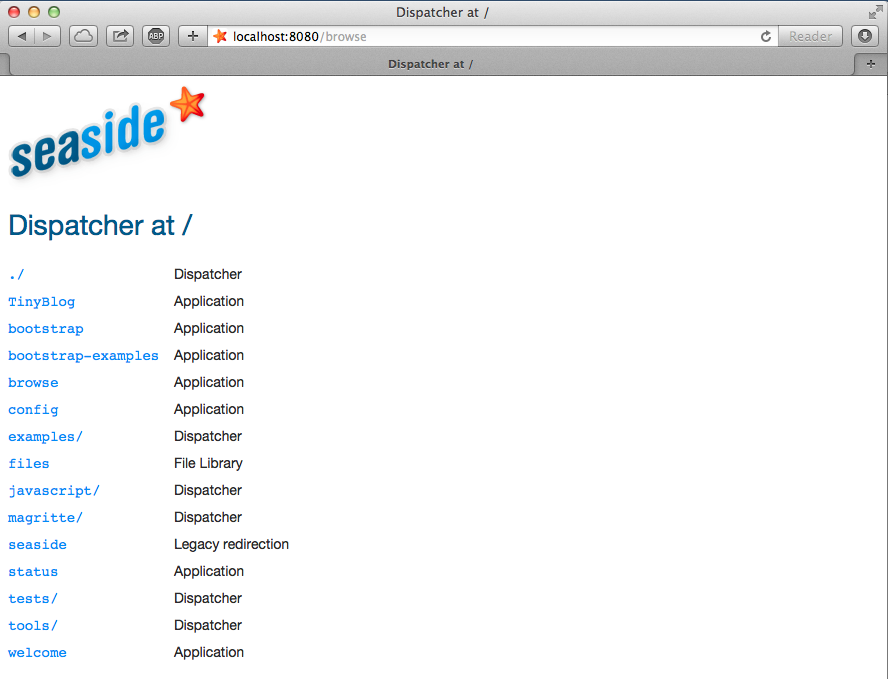 Dispatcher at /
ABP
localhost:8080/browse
Reader
Dispatcher at /
seaside
Dispatcher at /
./ Dispatcher
TinyBlog Application
bootstrap Application
bootstrap-examples Application
browse Application
config Application
examples/ Dispatcher
files File Library
javascript/ Dispatcher
magritte/ Dispatcher
seaside Legacy redirection
status Application
tests/ Dispatcher
tools/ Dispatcher
welcome Application